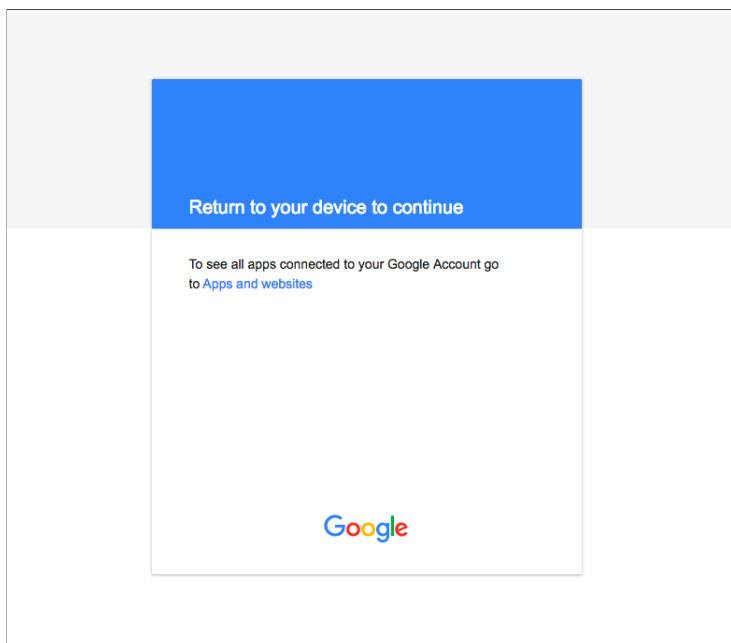 Return to your device to continue
To see all apps connected to your Google Account go
to Apps and websites
Google